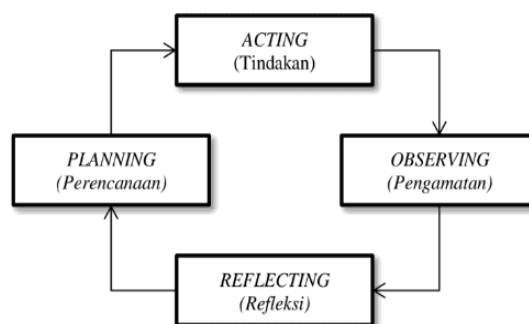 ACTING
(Tindakan)
PLANNING
(Perencanaan)
OBSERVING
(Pengamatan)
REFLECTING
(Refleksi)